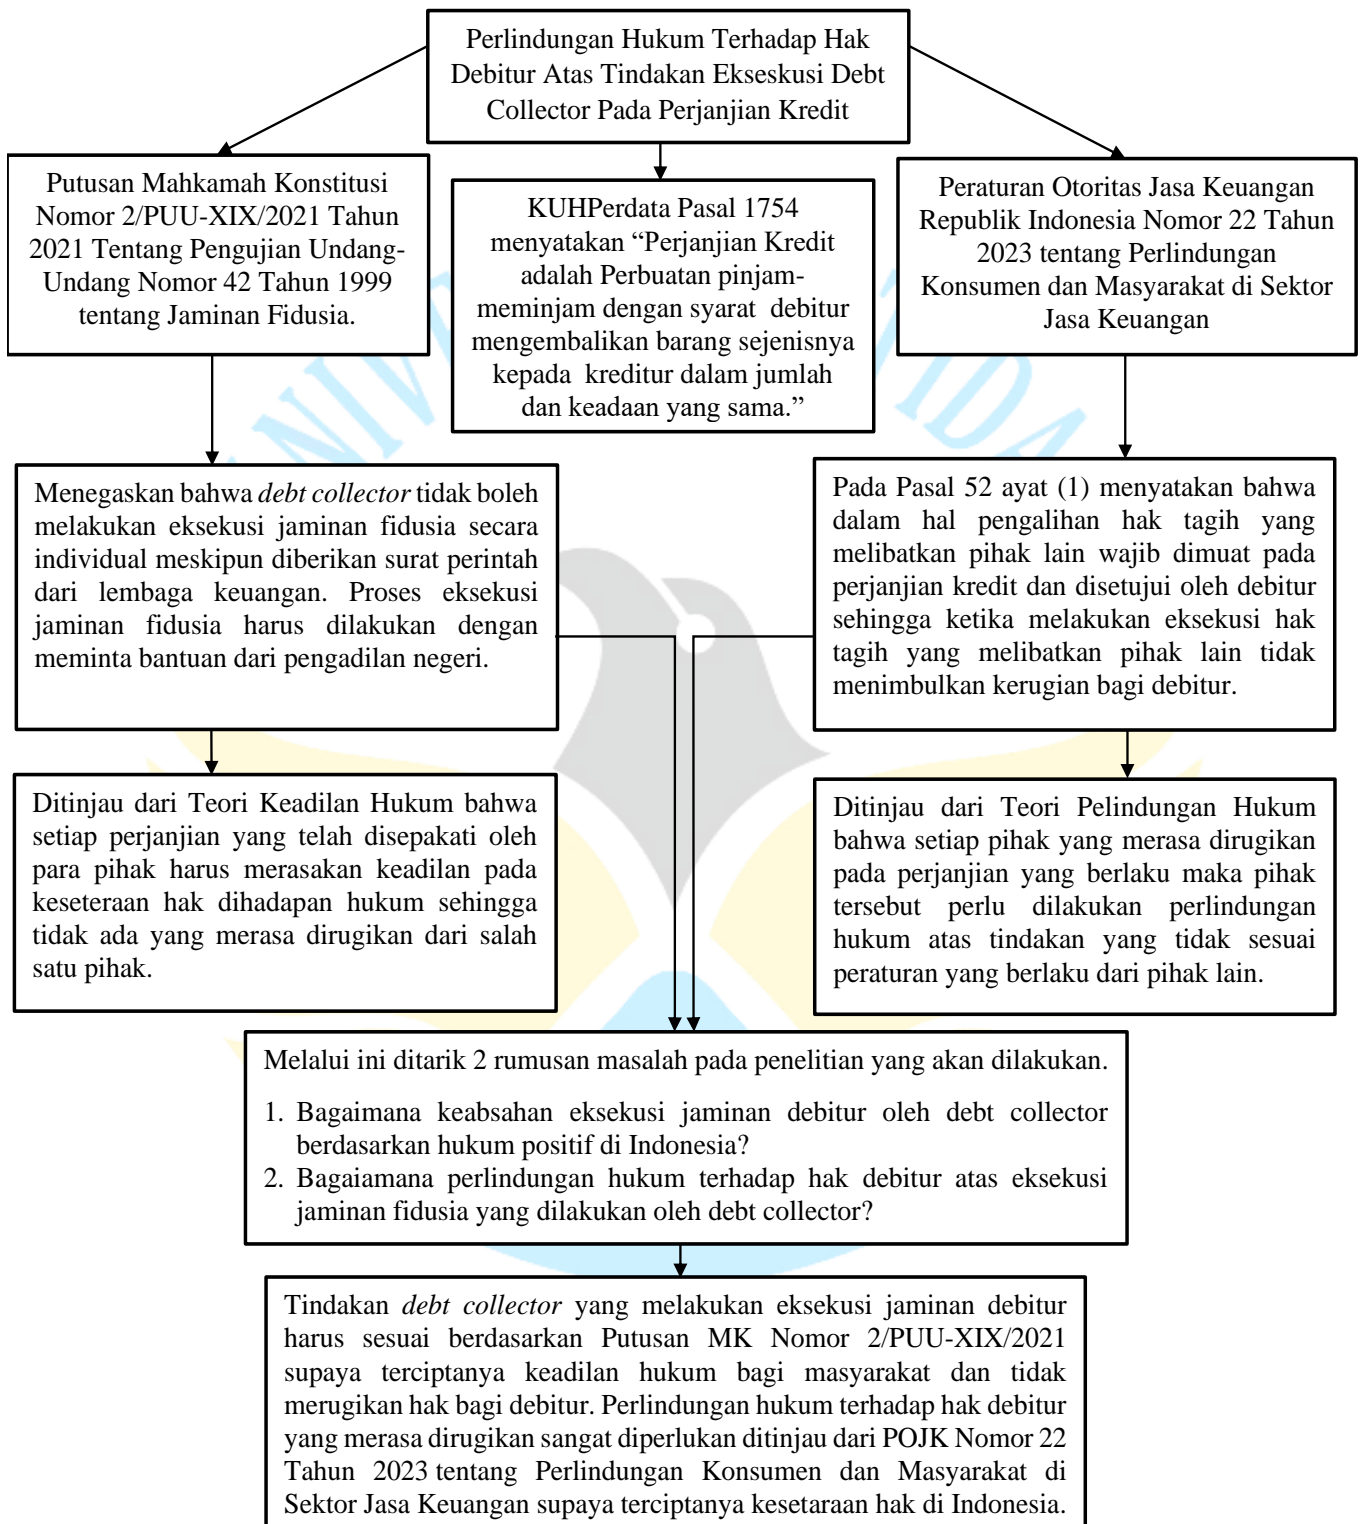 Perlindungan Hukum Terhadap Hak
Debitur Atas Tindakan Ekseskusi Debt
Collector Pada Perjanjian Kredit
Putusan Mahkamah Konstitusi
Nomor 2/PUU-XIX/2021 Tahun
2021 Tentang Pengujian Undang-
Undang Nomor 42 Tahun 1999
tentang Jaminan Fidusia.
KUHPerdata Pasal 1754
menyatakan “Perjanjian Kredit
adalah Perbuatan pinjam-
meminjam dengan syarat debitur
mengembalikan barang sejenisnya
kepada kreditur dalam jumlah
dan keadaan yang sama.”
Peraturan Otoritas Jasa Keuangan
Republik Indonesia Nomor 22 Tahun
2023 tentang Perlindungan
Konsumen dan Masyarakat di Sektor
Jasa Keuangan
Menegaskan bahwa debt collector tidak boleh
melakukan eksekusi jaminan fidusia secara
individual meskipun diberikan surat perintah
dari lembaga keuangan. Proses eksekusi
jaminan fidusia harus dilakukan dengan
meminta bantuan dari pengadilan negeri.
Pada Pasal 52 ayat (1) menyatakan bahwa
dalam hal pengalihan hak tagih yang
melibatkan pihak lain wajib dimuat pada
perjanjian kredit dan disetujui oleh debitur
sehingga ketika melakukan eksekusi hak
tagih yang melibatkan pihak lain tidak
menimbulkan kerugian bagi debitur.
Ditinjau dari Teori Keadilan Hukum bahwa
setiap perjanjian yang telah disepakati oleh
para pihak harus merasakan keadilan pada
keseteraan hak dihadapan hukum sehingga
tidak ada yang merasa dirugikan dari salah
satu pihak.
Ditinjau dari Teori Pelindungan Hukum
bahwa setiap pihak yang merasa dirugikan
pada perjanjian yang berlaku maka pihak
tersebut perlu dilakukan perlindungan
hukum atas tindakan yang tidak sesuai
peraturan yang berlaku dari pihak lain.
Melalui ini ditarik 2 rumusan masalah pada penelitian yang akan dilakukan.
1. Bagaimana keabsahan eksekusi jaminan debitur oleh debt collector
berdasarkan hukum positif di Indonesia?
2. Bagaiamana perlindungan hukum terhadap hak debitur atas eksekusi
jaminan fidusia yang dilakukan oleh debt collector?
Tindakan debt collector yang melakukan eksekusi jaminan debitur
harus sesuai berdasarkan Putusan MK Nomor 2/PUU-XIX/2021
supaya terciptanya keadilan hukum bagi masyarakat dan tidak
merugikan hak bagi debitur. Perlindungan hukum terhadap hak debitur
yang merasa dirugikan sangat diperlukan ditinjau dari POJK Nomor 22
Tahun 2023 tentang Perlindungan Konsumen dan Masyarakat di
Sektor Jasa Keuangan supaya terciptanya kesetaraan hak di Indonesia.